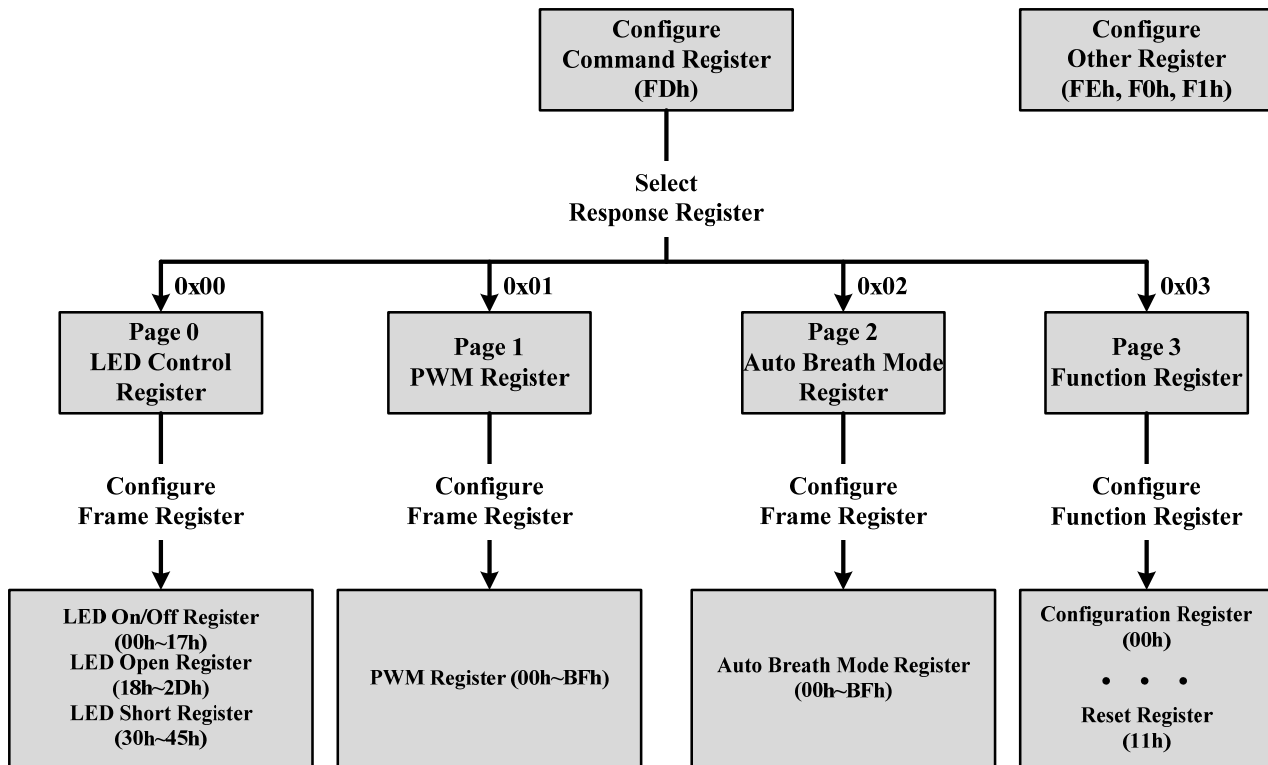 Configure
Command Register
(FDh)
Configure
Other Register
(FEh, F0h, F1h)
Select
Response Register
0x00
0x01
0x02
0x03
Page 0
LED Control
Register
Page 1
PWM Register
Page 2
Auto Breath Mode
Register
Page 3
Function Register
Configure
Frame Register
Configure
Frame Register
Configure
Frame Register
Configure
Function Register
LED On/Off Register
(00h~17h)
LED Open Register
(18h~2Dh)
LED Short Register
(30h~45h)
PWM Register (00h~BFh)
Auto Breath Mode Register
(00h~BFh)
Configuration Register
(00h)
• • •
Reset Register
(11h)